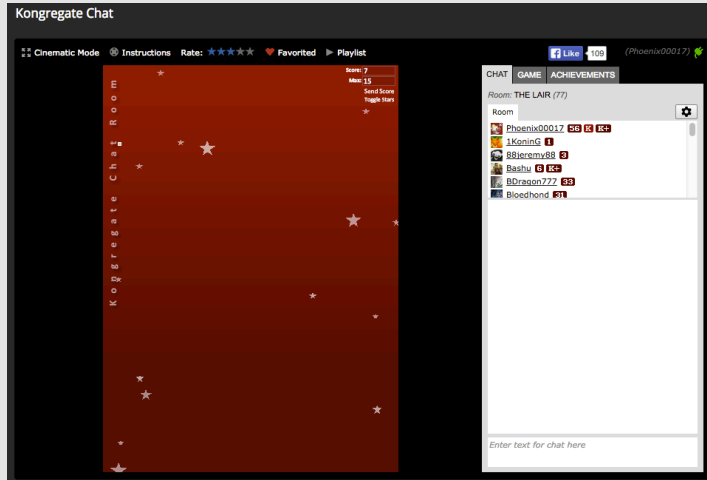 Kongregate Chat
Cinematic Mode Instructions Rate: Favorited Playlist
Like 109 (Phoenix00017)
Kongregate Chat Room
Score: 7
Max: 15
Send Score
Toggle Stars
CHAT GAME ACHIEVEMENTS
Room: THE LAIR (77)
Room
Phoenix00017 56 K K+
1KoninG 1
88jeremy88 3
Bashu 6 K+
BDragon777 33
Bloedhond 31
Enter text for chat here